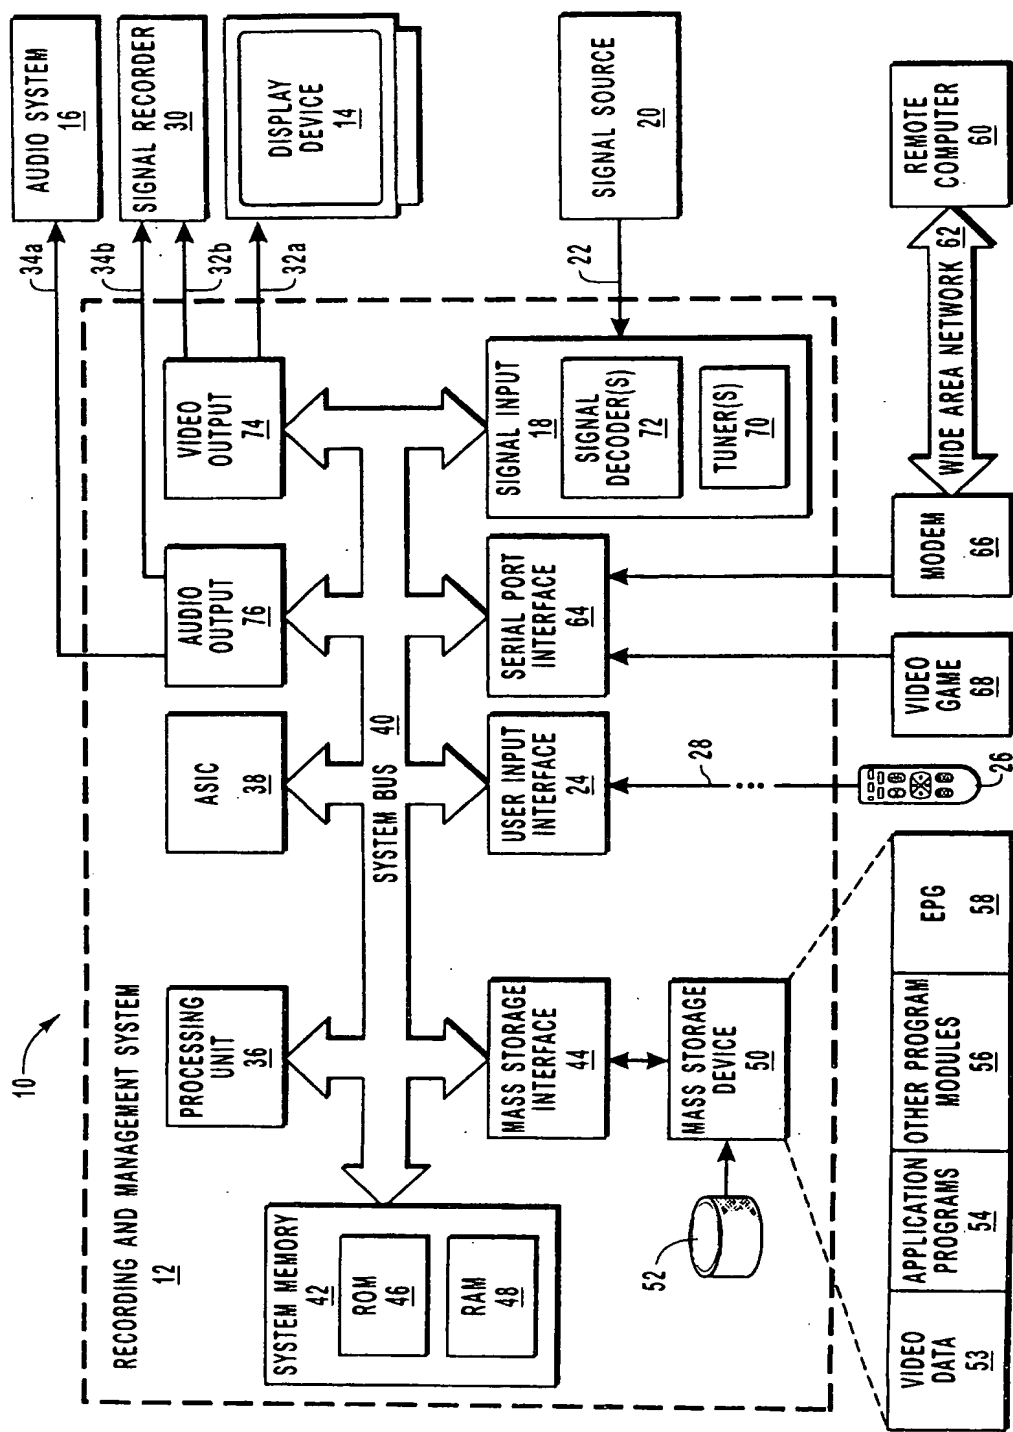 10
RECORDING AND MANAGEMENT SYSTEM
12
SYSTEM MEMORY
42
ROM
46
RAM
48
PROCESSING
UNIT
36
ASIC
38
AUDIO
OUTPUT
76
VIDEO
OUTPUT
74
34a
34b
32b
32a
AUDIO SYSTEM
16
SIGNAL RECORDER
30
DISPLAY
DEVICE
14
SYSTEM BUS 40
MASS STORAGE
INTERFACE
44
USER INPUT
INTERFACE
24
SERIAL PORT
INTERFACE
64
SIGNAL INPUT
18
SIGNAL
DECODER(S)
72
TUNER(S)
70
22
SIGNAL SOURCE
20
52
MASS STORAGE
DEVICE
50
28
26
VIDEO
DATA
53
APPLICATION
PROGRAMS
54
OTHER PROGRAM
MODULES
56
EPG
58
VIDEO
GAME
68
MODEM
66
WIDE AREA NETWORK 62
REMOTE
COMPUTER
60